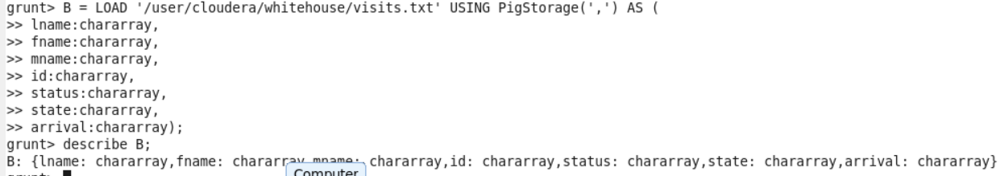 grunt> B = LOAD '/user/cloudera/whitehouse/visits.txt' USING PigStorage(',') AS (
>> lname:chararray,
>> fname:chararray,
>> mname:chararray,
>> id:chararray,
>> status:chararray,
>> state:chararray,
>> arrival:chararray);
grunt> describe B;
B: {lname: chararray,fname: chararray,mname: chararray,id: chararray,status: chararray,state: chararray,arrival: chararray}
grunt>
Computer